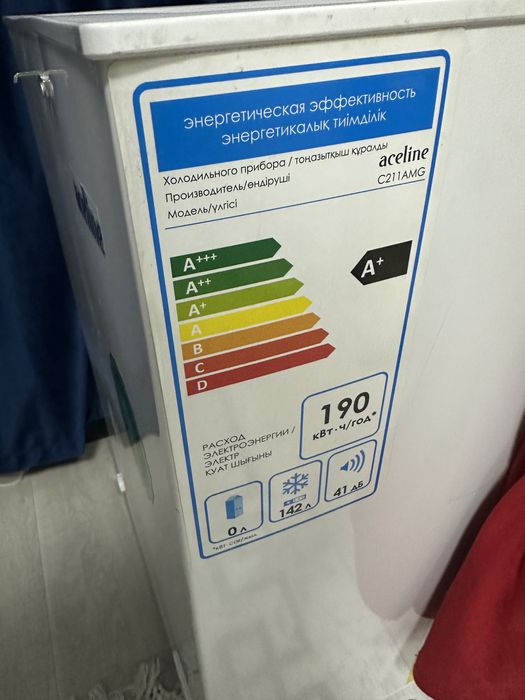 энергетическая эффективность
энергетикалық тиімділік
Холодильного прибора / тоңазытқыш құралды
Производитель/өндіруші aceline
Модель/үлгісі C211AMG
A+++
A++
A+
A
B
C
D
A+
190
кВт·ч/год*
РАСХОД
ЭЛЕКТРОЭНЕРГИИ /
ЭЛЕКТР
ҚУАТ ШЫҒЫНЫ
0 л
142 л
41 дБ